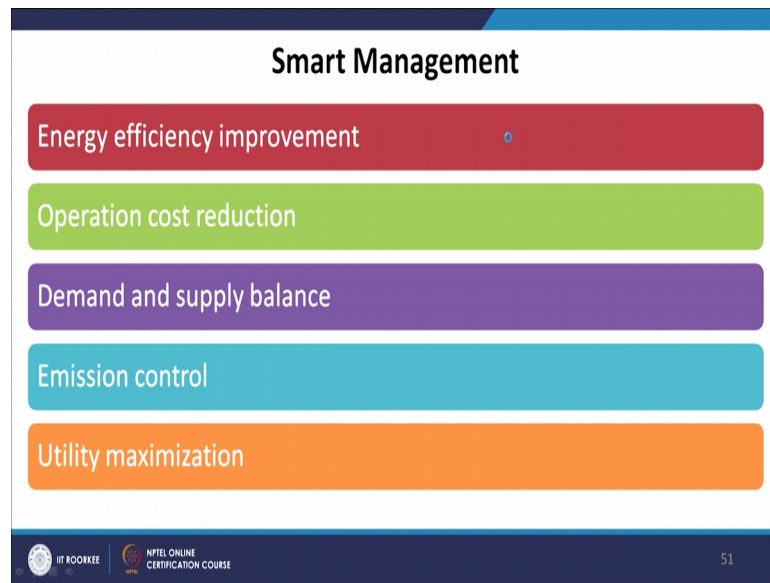 Smart Management
Energy efficiency improvement
Operation cost reduction
Demand and supply balance
Emission control
Utility maximization
IIT ROORKEE
NPTEL ONLINE
CERTIFICATION COURSE
51